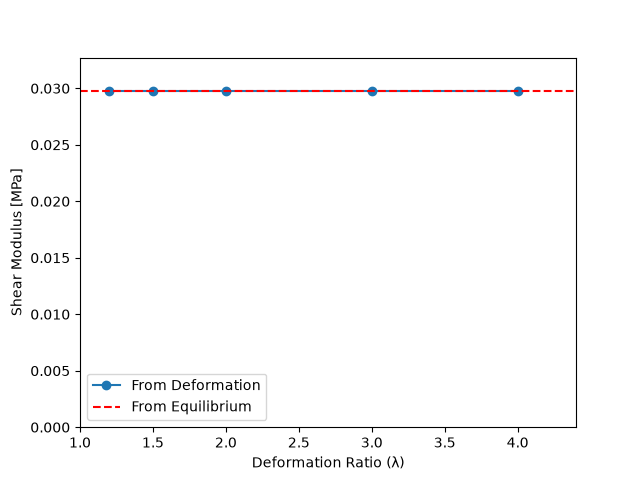 Shear Modulus [MPa]
0.030
0.025
0.020
0.015
0.010
0.005
0.000
From Deformation
From Equilibrium
1.0 1.5 2.0 2.5 3.0 3.5 4.0
Deformation Ratio (λ)